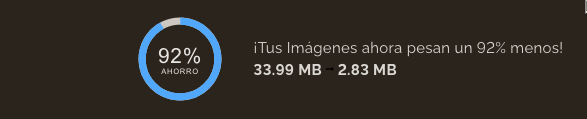 92%
AHORRO
¡Tus Imágenes ahora pesan un 92% menos!
33.99 MB → 2.83 MB